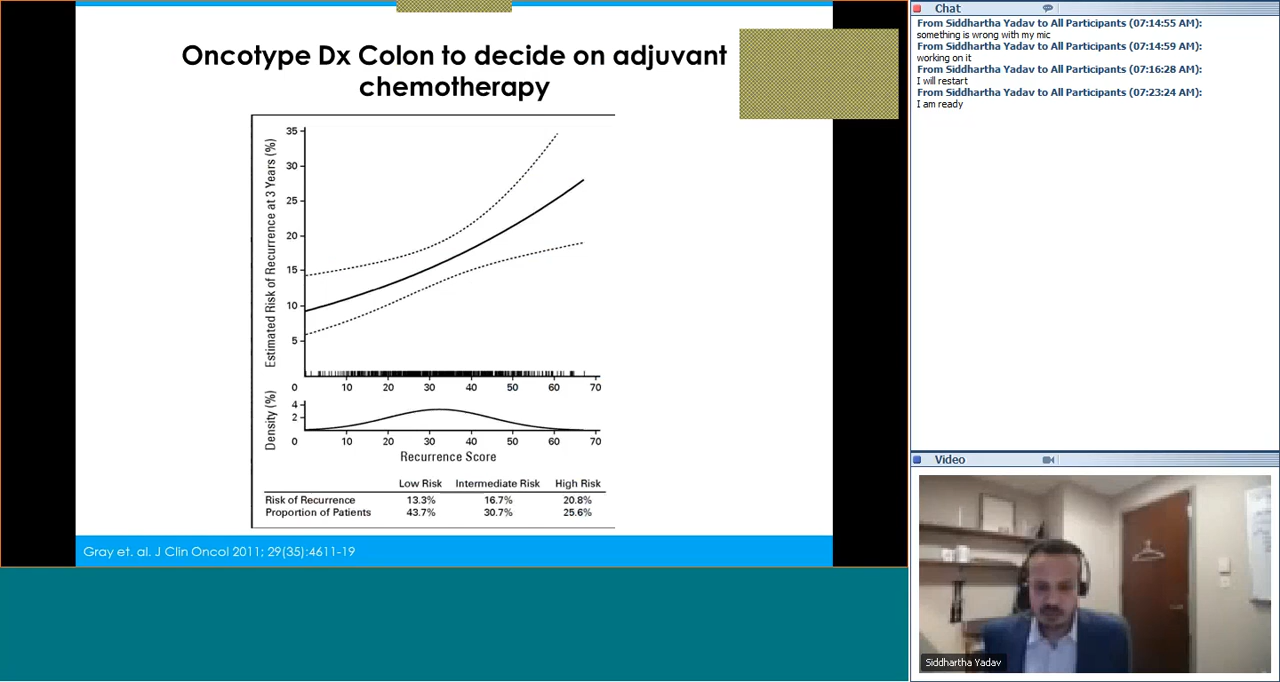 Oncotype Dx Colon to decide on adjuvant
chemotherapy
Estimated Risk of Recurrence at 3 Years (%)
35
30
25
20
15
10
5
0 10 20 30 40 50 60 70
Density (%)
4
2
0 10 20 30 40 50 60 70
Recurrence Score
Low Risk Intermediate Risk High Risk
Risk of Recurrence 13.3% 16.7% 20.8%
Proportion of Patients 43.7% 30.7% 25.6%
Gray et. al. J Clin Oncol 2011; 29(35):4611-19
Chat
From Siddhartha Yadav to All Participants (07:14:55 AM):
something is wrong with my mic
From Siddhartha Yadav to All Participants (07:14:59 AM):
working on it
From Siddhartha Yadav to All Participants (07:16:28 AM):
I will restart
From Siddhartha Yadav to All Participants (07:23:24 AM):
I am ready
Video
Siddhartha Yadav